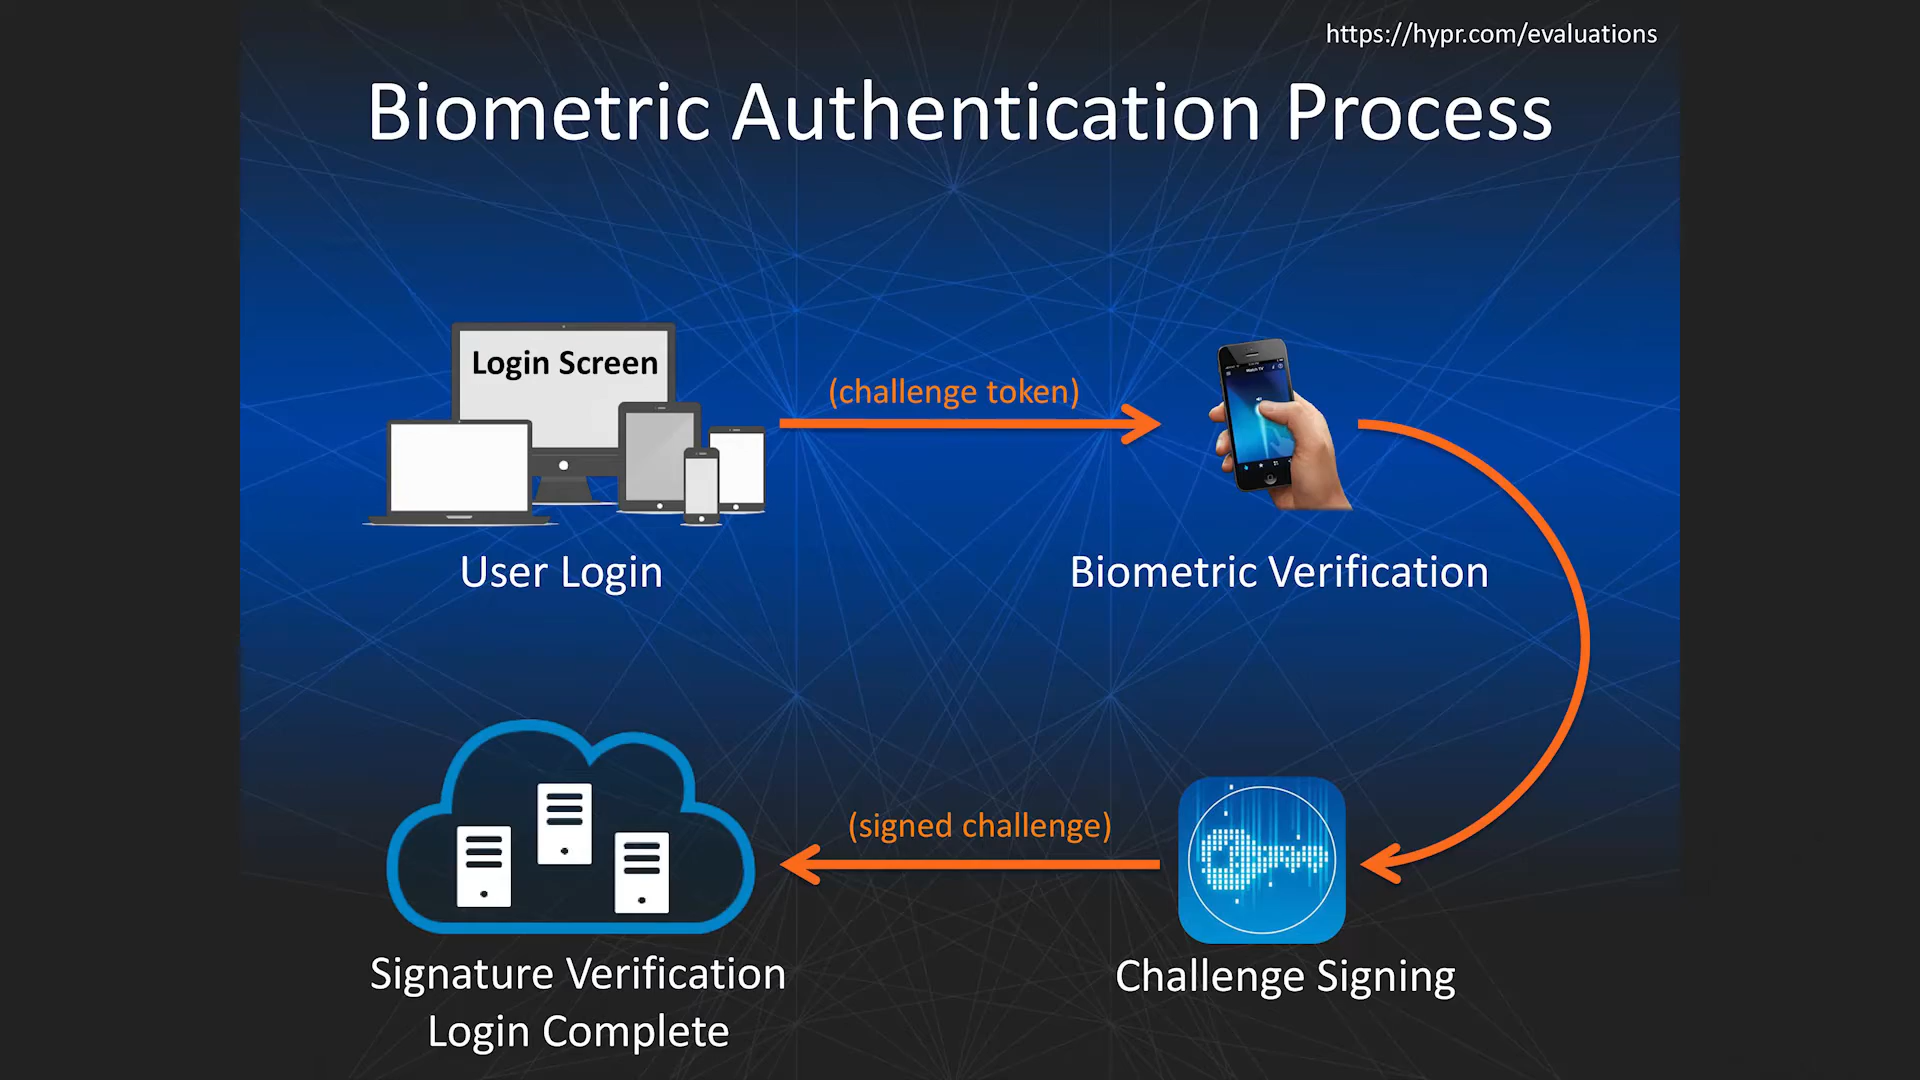 https://hypr.com/evaluations
Biometric Authentication Process
Login Screen
(challenge token)
User Login
Biometric Verification
(signed challenge)
Signature Verification
Login Complete
Challenge Signing